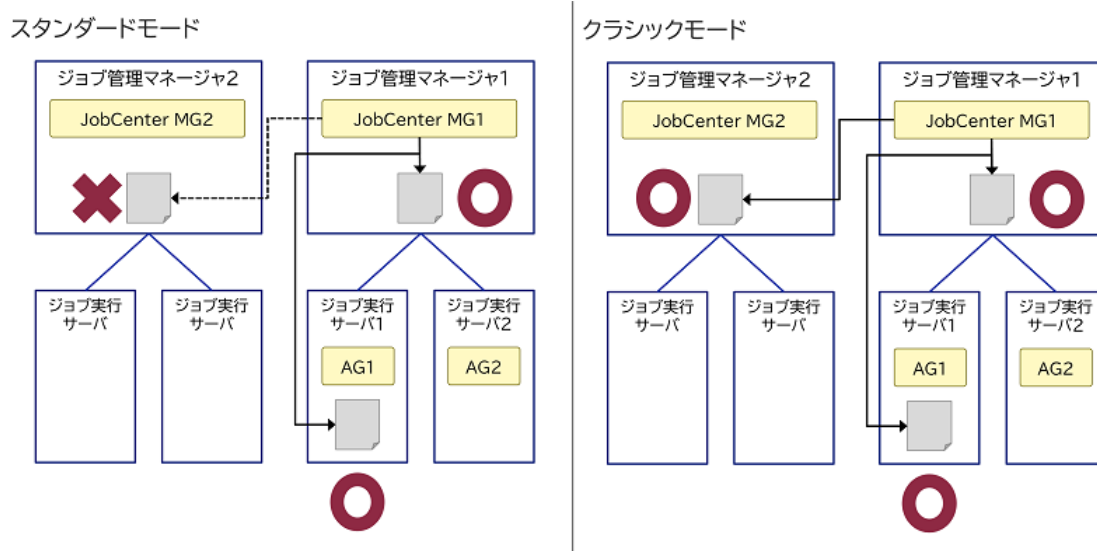 スタンダードモード
ジョブ管理マネージャ2
JobCenter MG2
ジョブ管理マネージャ1
JobCenter MG1
ジョブ実行
サーバ
ジョブ実行
サーバ
ジョブ実行
サーバ1
AG1
ジョブ実行
サーバ2
AG2
クラシックモード
ジョブ管理マネージャ2
JobCenter MG2
ジョブ管理マネージャ1
JobCenter MG1
ジョブ実行
サーバ
ジョブ実行
サーバ
ジョブ実行
サーバ1
AG1
ジョブ実行
サーバ2
AG2